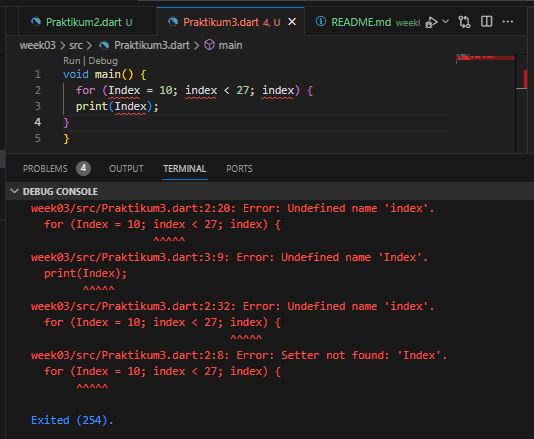 Praktikum2.dart U
Praktikum3.dart 4, U
README.md
week03 > src > Praktikum3.dart > main
Run | Debug
1 void main() {
2 for (Index = 10; index < 27; index) {
3 print(Index);
4 }
5 }
PROBLEMS 4 OUTPUT TERMINAL PORTS
DEBUG CONSOLE
week03/src/Praktikum3.dart:2:20: Error: Undefined name 'index'.
for (Index = 10; index < 27; index) {
^^^^^
week03/src/Praktikum3.dart:3:9: Error: Undefined name 'Index'.
print(Index);
^^^^^
week03/src/Praktikum3.dart:2:32: Error: Undefined name 'index'.
for (Index = 10; index < 27; index) {
^^^^^
week03/src/Praktikum3.dart:2:8: Error: Setter not found: 'Index'.
for (Index = 10; index < 27; index) {
^^^^^
Exited (254).